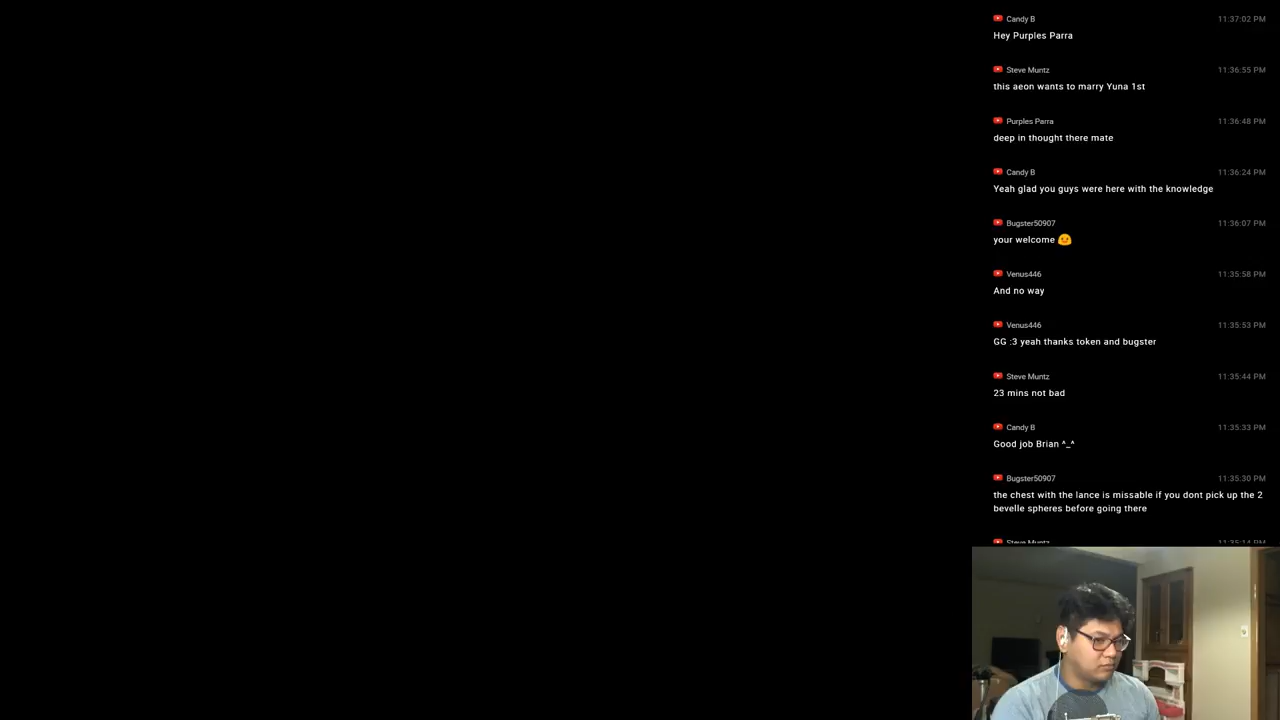 Candy B 11:37:02 PM
Hey Purples Parra
Steve Muntz 11:36:55 PM
this aeon wants to marry Yuna 1st
Purples Parra 11:36:48 PM
deep in thought there mate
Candy B 11:36:24 PM
Yeah glad you guys were here with the knowledge
Bugster50907 11:36:07 PM
your welcome
Venus446 11:35:58 PM
And no way
Venus446 11:35:53 PM
GG :3 yeah thanks token and bugster
Steve Muntz 11:35:44 PM
23 mins not bad
Candy B 11:35:33 PM
Good job Brian ^_^
Bugster50907 11:35:30 PM
the chest with the lance is missable if you dont pick up the 2
bevelle spheres before going there
Steve Muntz 11:35:14 PM